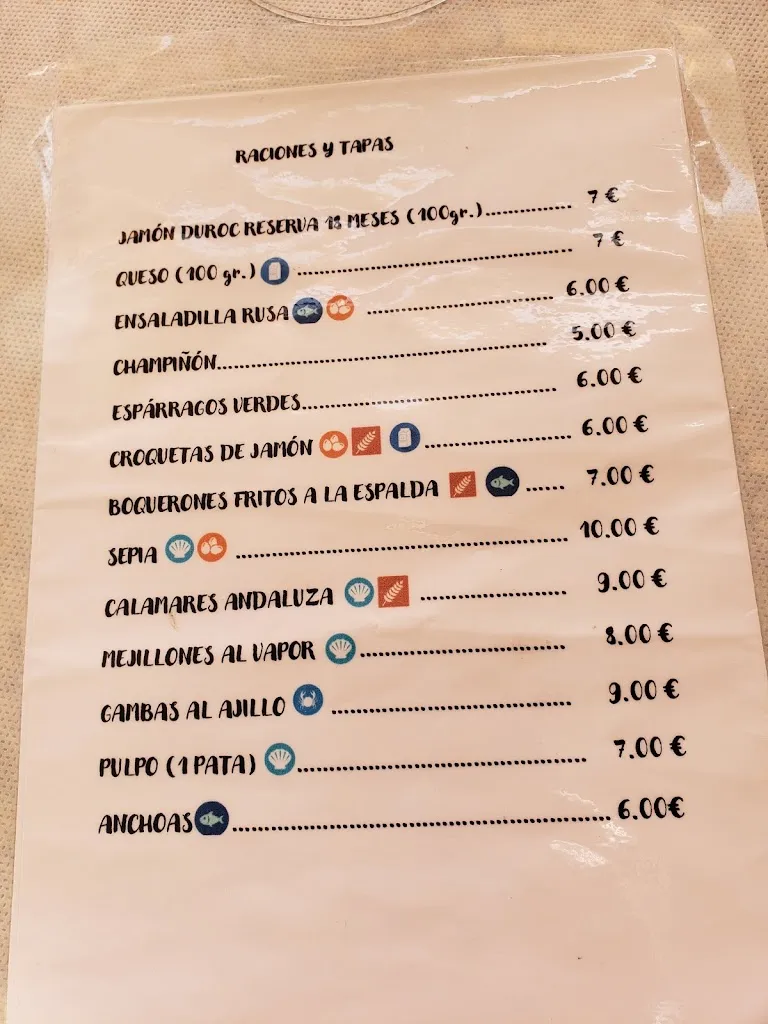 RACIONES Y TAPAS
JAMÓN DUROC RESERVA 18 MESES (100gr.).............. 7 €
QUESO (100 gr.) ............................................ 7 €
ENSALADILLA RUSA .............................. 6.00 €
CHAMPIÑÓN..................................................... 5.00 €
ESPÁRRAGOS VERDES......................................... 6.00 €
CROQUETAS DE JAMÓN ....................... 6.00 €
BOQUERONES FRITOS A LA ESPALDA ...... 7.00 €
SEPIA ..................................................... 10.00 €
CALAMARES ANDALUZA ....................... 9.00 €
MEJILLONES AL VAPOR ................................. 8.00 €
GAMBAS AL AJILLO ...................................... 9.00 €
PULPO (1 PATA) .............................................. 7.00 €
ANCHOAS ............................................................. 6.00€